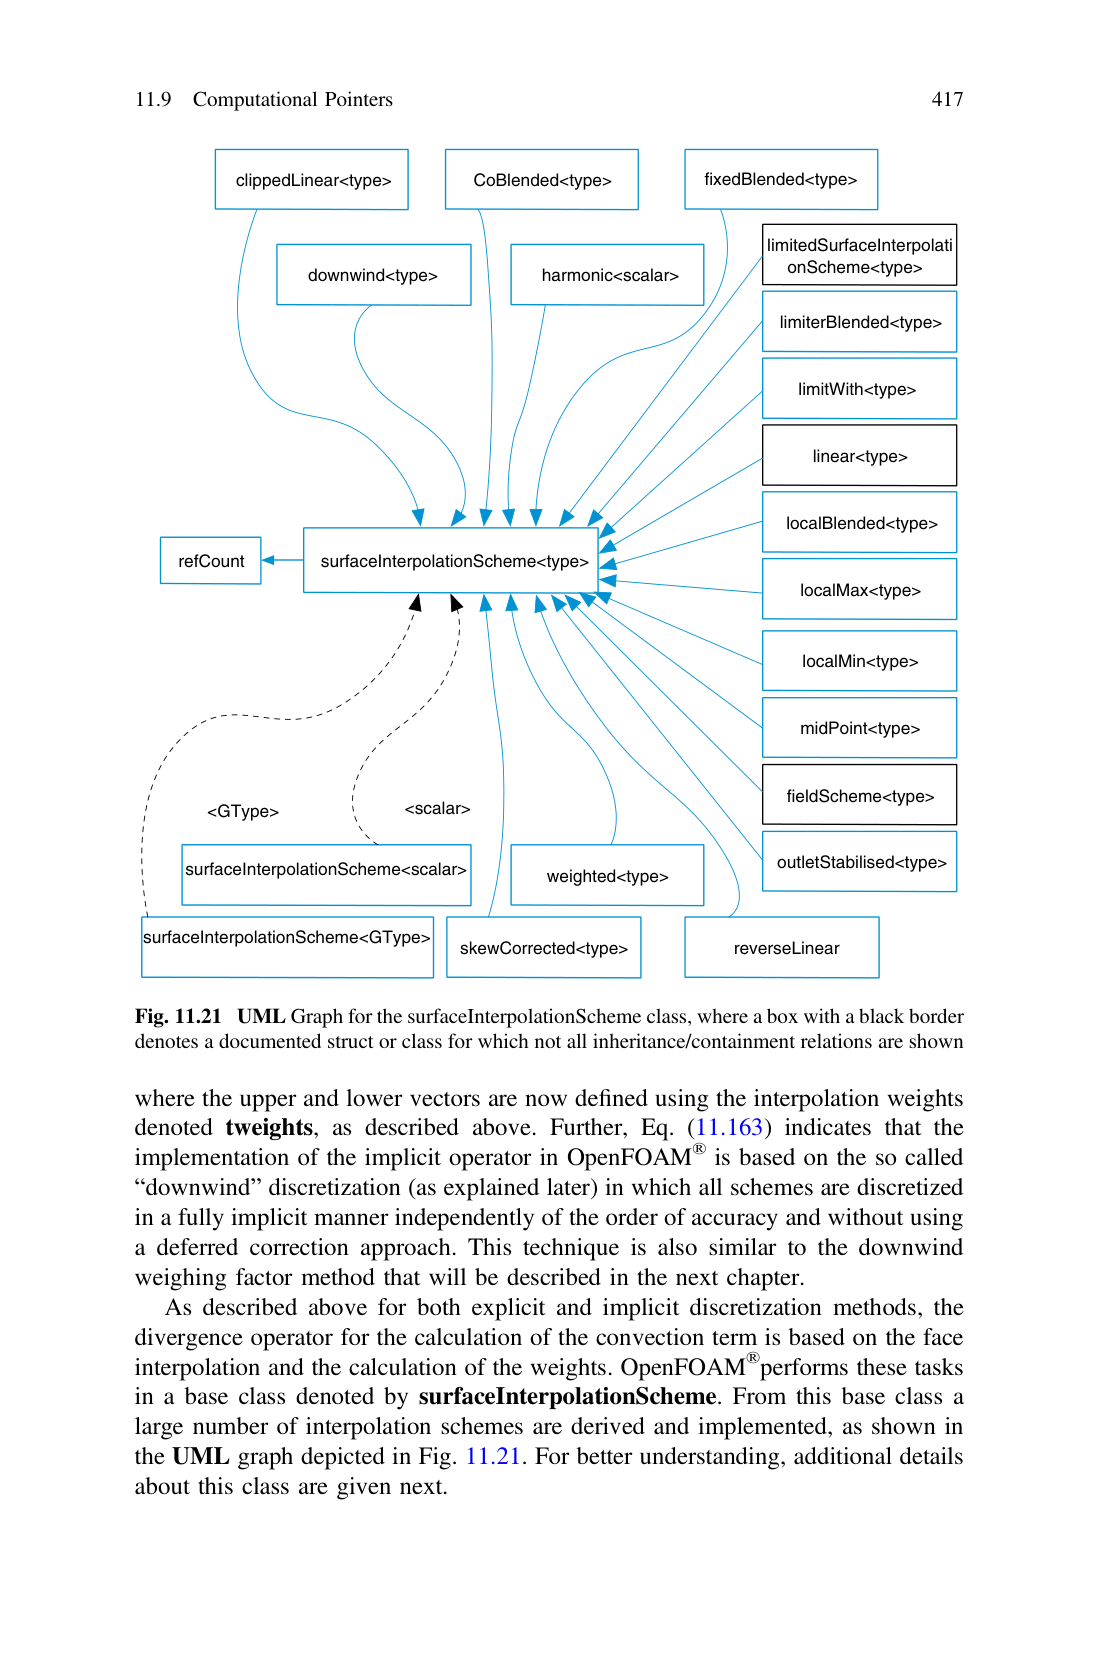 11.9 Computational Pointers 417
clippedLinear<type>
CoBlended<type>
fixedBlended<type>
downwind<type>
harmonic<scalar>
limitedSurfaceInterpolati
onScheme<type>
limiterBlended<type>
limitWith<type>
linear<type>
localBlended<type>
refCount
surfaceInterpolationScheme<type>
localMax<type>
localMin<type>
midPoint<type>
fieldScheme<type>
<GType>
<scalar>
outletStabilised<type>
surfaceInterpolationScheme<scalar>
weighted<type>
surfaceInterpolationScheme<GType>
skewCorrected<type>
reverseLinear
Fig. 11.21 UML Graph for the surfaceInterpolationScheme class, where a box with a black border
denotes a documented struct or class for which not all inheritance/containment relations are shown
where the upper and lower vectors are now defined using the interpolation weights
denoted tweights, as described above. Further, Eq. (11.163) indicates that the
implementation of the implicit operator in OpenFOAM® is based on the so called
“downwind” discretization (as explained later) in which all schemes are discretized
in a fully implicit manner independently of the order of accuracy and without using
a deferred correction approach. This technique is also similar to the downwind
weighing factor method that will be described in the next chapter.
As described above for both explicit and implicit discretization methods, the
divergence operator for the calculation of the convection term is based on the face
interpolation and the calculation of the weights. OpenFOAM®performs these tasks
in a base class denoted by surfaceInterpolationScheme. From this base class a
large number of interpolation schemes are derived and implemented, as shown in
the UML graph depicted in Fig. 11.21. For better understanding, additional details
about this class are given next.